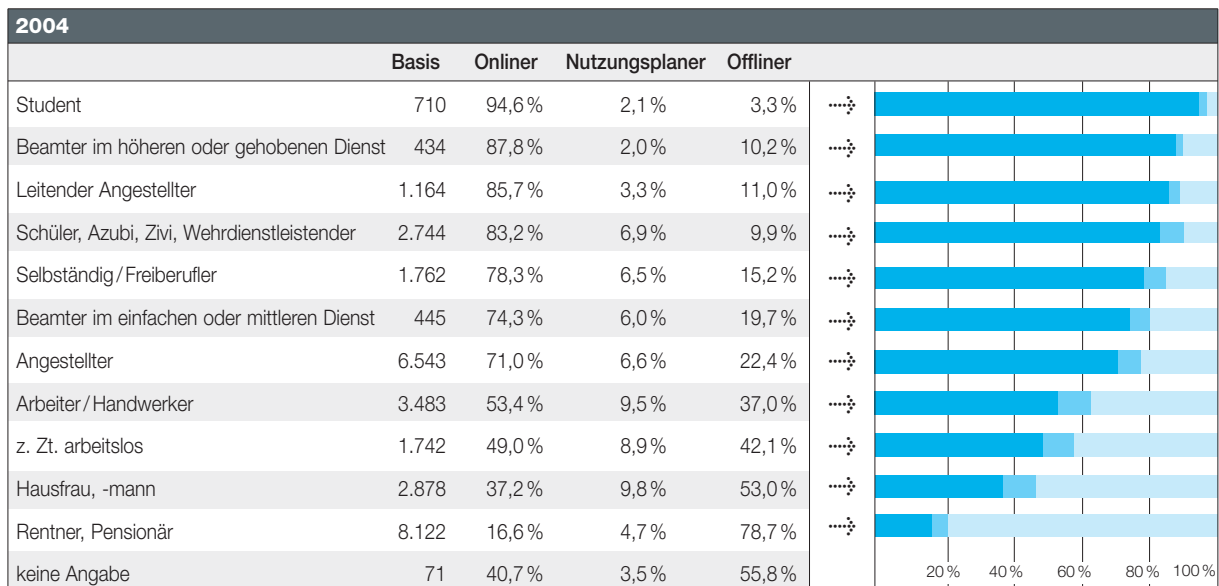 2004
Basis Onliner Nutzungsplaner Offliner
Student 710 94,6% 2,1% 3,3%
Beamter im höheren oder gehobenen Dienst 434 87,8% 2,0% 10,2%
Leitender Angestellter 1.164 85,7% 3,3% 11,0%
Schüler, Azubi, Zivi, Wehrdienstleistender 2.744 83,2% 6,9% 9,9%
Selbständig/Freiberufler 1.762 78,3% 6,5% 15,2%
Beamter im einfachen oder mittleren Dienst 445 74,3% 6,0% 19,7%
Angestellter 6.543 71,0% 6,6% 22,4%
Arbeiter/Handwerker 3.483 53,4% 9,5% 37,0%
z. Zt. arbeitslos 1.742 49,0% 8,9% 42,1%
Hausfrau, -mann 2.878 37,2% 9,8% 53,0%
Rentner, Pensionär 8.122 16,6% 4,7% 78,7%
keine Angabe 71 40,7% 3,5% 55,8%
20% 40% 60% 80% 100%